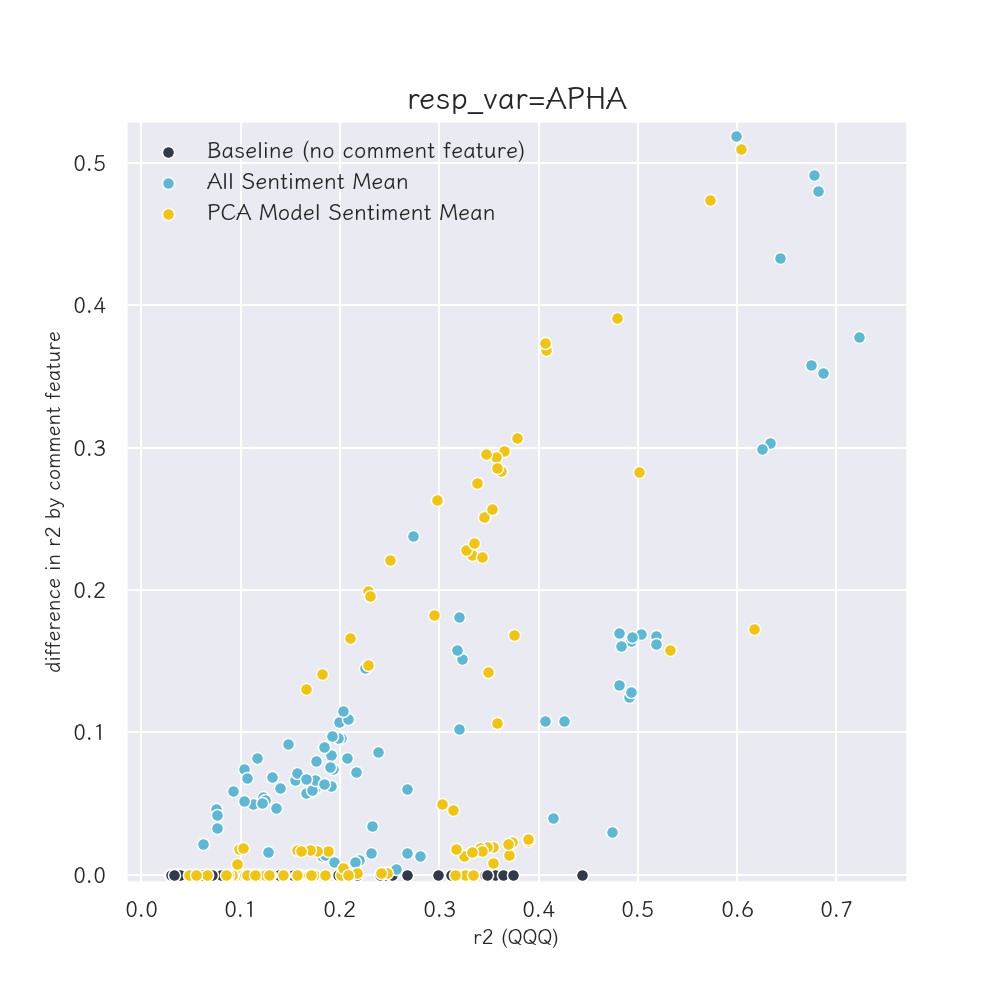 resp_var=APHA
Baseline (no comment feature)
All Sentiment Mean
PCA Model Sentiment Mean
difference in r2 by comment feature
0.5
0.4
0.3
0.2
0.1
0.0
0.0 0.1 0.2 0.3 0.4 0.5 0.6 0.7
r2 (QQQ)